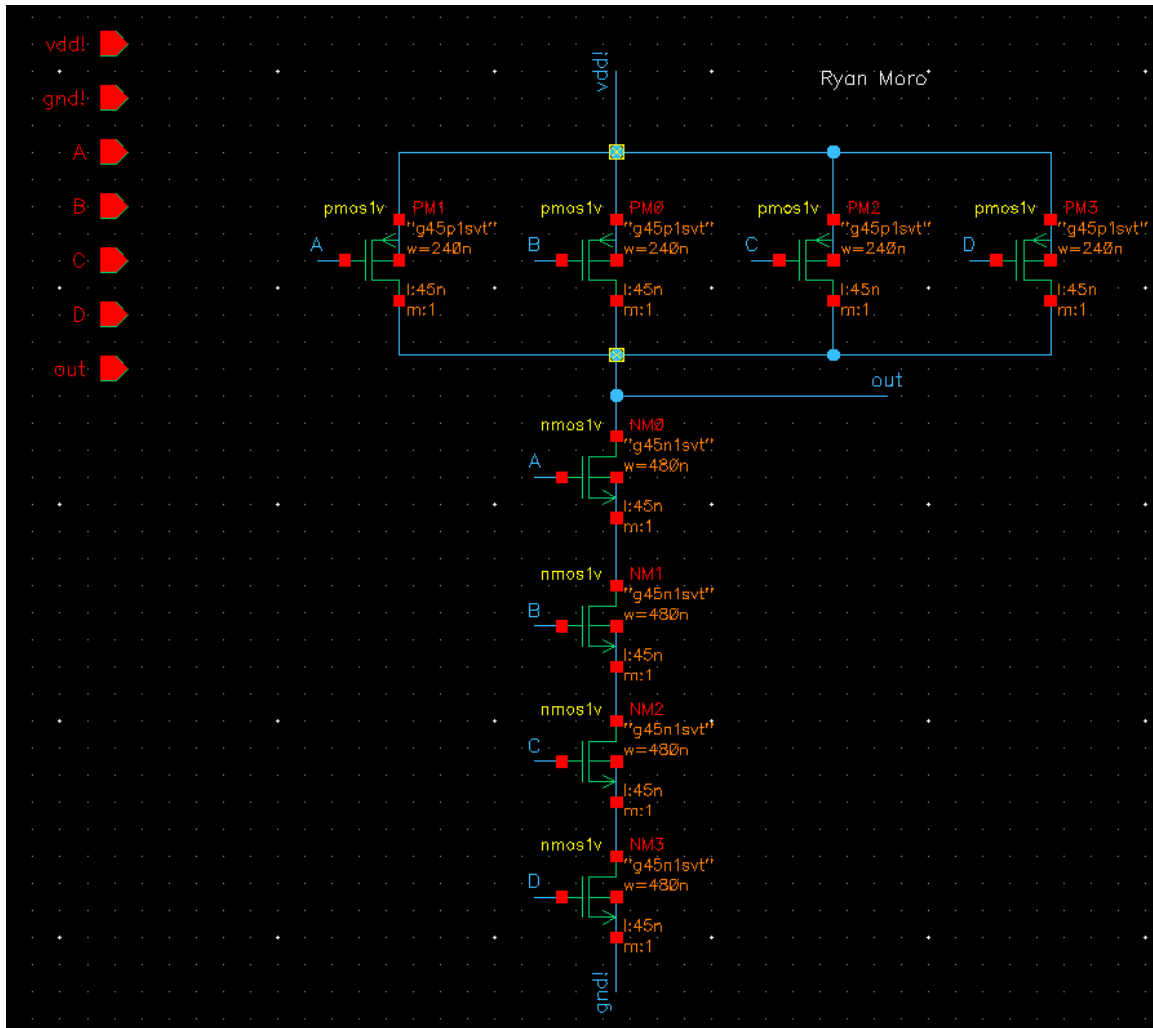 vdd!
gnd!
A
B
C
D
out
vdd!
Ryan Moro
pmos1v PM1
"g45p1svt"
w=240n
A
l:45n
m:1
pmos1v PM0
"g45p1svt"
w=240n
B
l:45n
m:1
pmos1v PM2
"g45p1svt"
w=240n
C
l:45n
m:1
pmos1v PM3
"g45p1svt"
w=240n
D
l:45n
m:1
out
nmos1v NM0
"g45n1svt"
w=480n
A
l:45n
m:1
nmos1v NM1
"g45n1svt"
w=480n
B
l:45n
m:1
nmos1v NM2
"g45n1svt"
w=480n
C
l:45n
m:1
nmos1v NM3
"g45n1svt"
w=480n
D
l:45n
m:1
gnd!